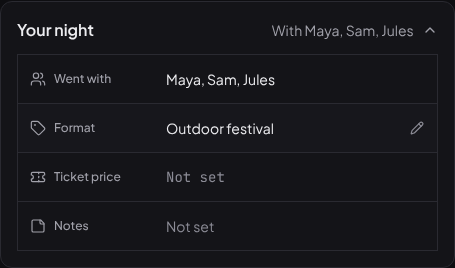 Your night
With Maya, Sam, Jules
Went with
Maya, Sam, Jules
Format
Outdoor festival
Ticket price
Not set
Notes
Not set